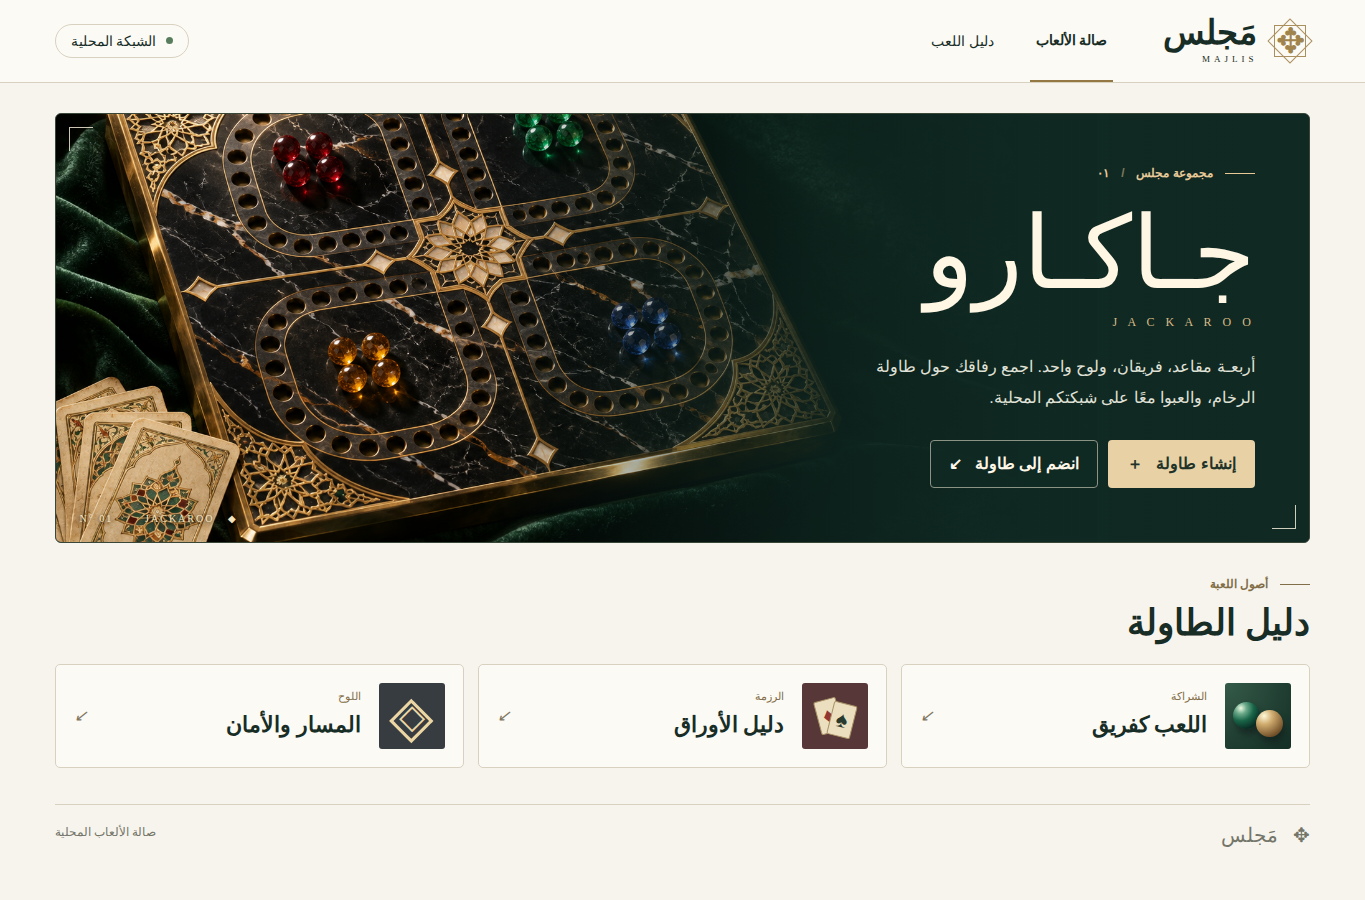 مَجلس
MAJLIS
صالة الألعاب
دليل اللعب
الشبكة المحلية
مجموعة مجلس / ٠١
جـاكـارو
JACKAROO
أربعـة مقاعد، فريقان، ولوح واحد. اجمع رفاقك حول طاولة
الرخام، والعبوا معًا على شبكتكم المحلية.
إنشاء طاولة +
انضم إلى طاولة ↙
N° 01 JACKAROO ◆
أصول اللعبة
دليل الطاولة
الشراكة
اللعب كفريق
↙
الرزمة
دليل الأوراق
↙
اللوح
المسار والأمان
↙
مَجلس
صالة الألعاب المحلية